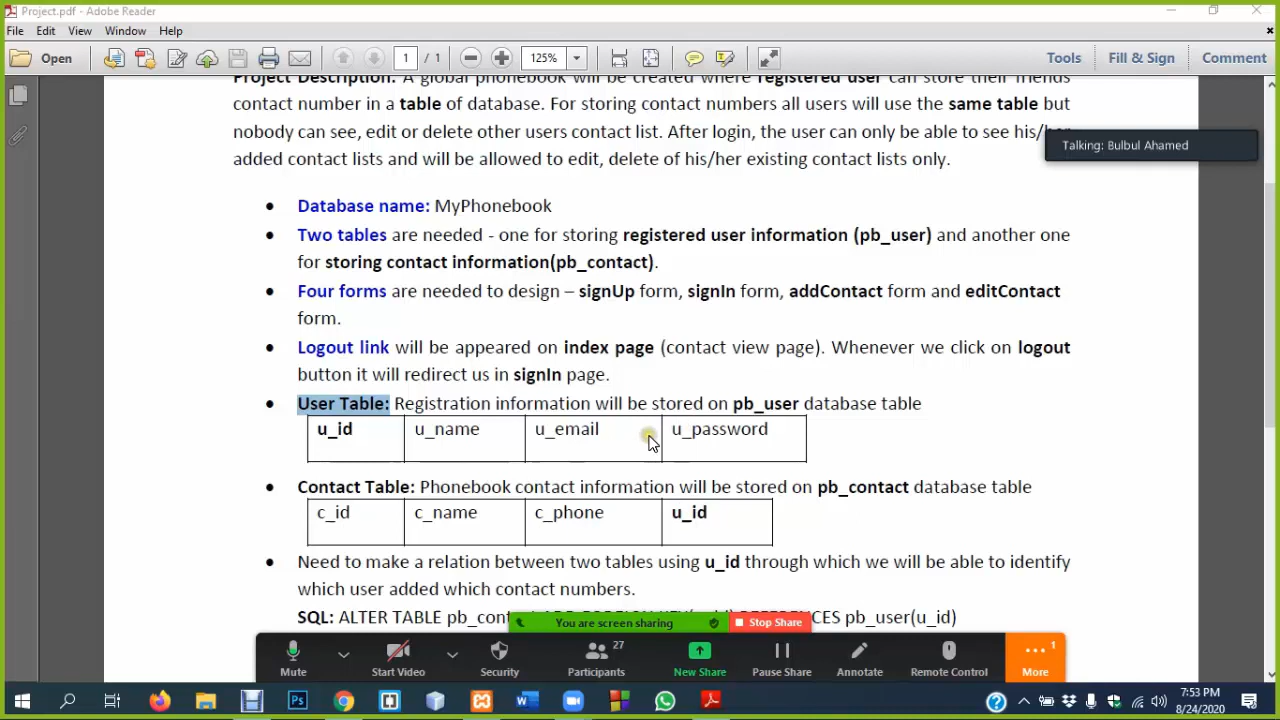 Project.pdf - Adobe Reader
File Edit View Window Help
Open 1 / 1 125% Tools Fill & Sign Comment
Project Description: A global phonebook will be created where registered user can store their friends
contact number in a table of database. For storing contact numbers all users will use the same table but
nobody can see, edit or delete other users contact list. After login, the user can only be able to see his/her
Talking: Bulbul Ahamed
added contact lists and will be allowed to edit, delete of his/her existing contact lists only.
• Database name: MyPhonebook
• Two tables are needed - one for storing registered user information (pb_user) and another one
for storing contact information(pb_contact).
• Four forms are needed to design – signUp form, signIn form, addContact form and editContact
form.
• Logout link will be appeared on index page (contact view page). Whenever we click on logout
button it will redirect us in signIn page.
• User Table: Registration information will be stored on pb_user database table
u_id u_name u_email u_password
• Contact Table: Phonebook contact information will be stored on pb_contact database table
c_id c_name c_phone u_id
• Need to make a relation between two tables using u_id through which we will be able to identify
which user added which contact numbers.
SQL: ALTER TABLE pb_cont REFERENCES pb_user(u_id)
You are screen sharing Stop Share
27 1
Mute Start Video Security Participants New Share Pause Share Annotate Remote Control More
7:53 PM
8/24/2020